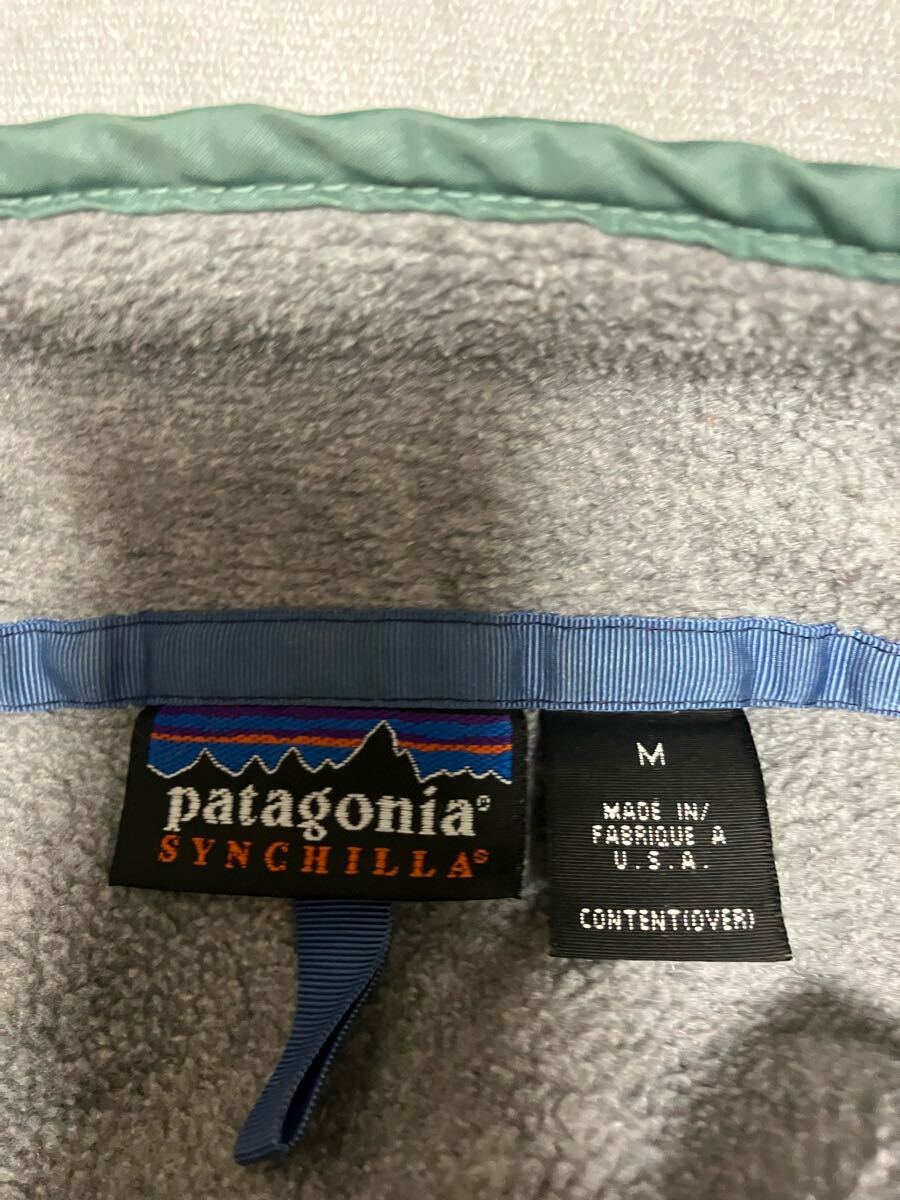 patagonia®
SYNCHILLA®
M
MADE IN/
FABRIQUE A
U.S.A.
CONTENT(OVER)